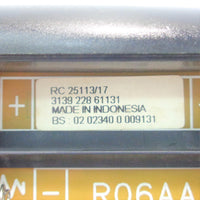 RC 25113/17
3139 228 61131
MADE IN INDONESIA
BS 02 02340 0 009131
+ +
- R06AA